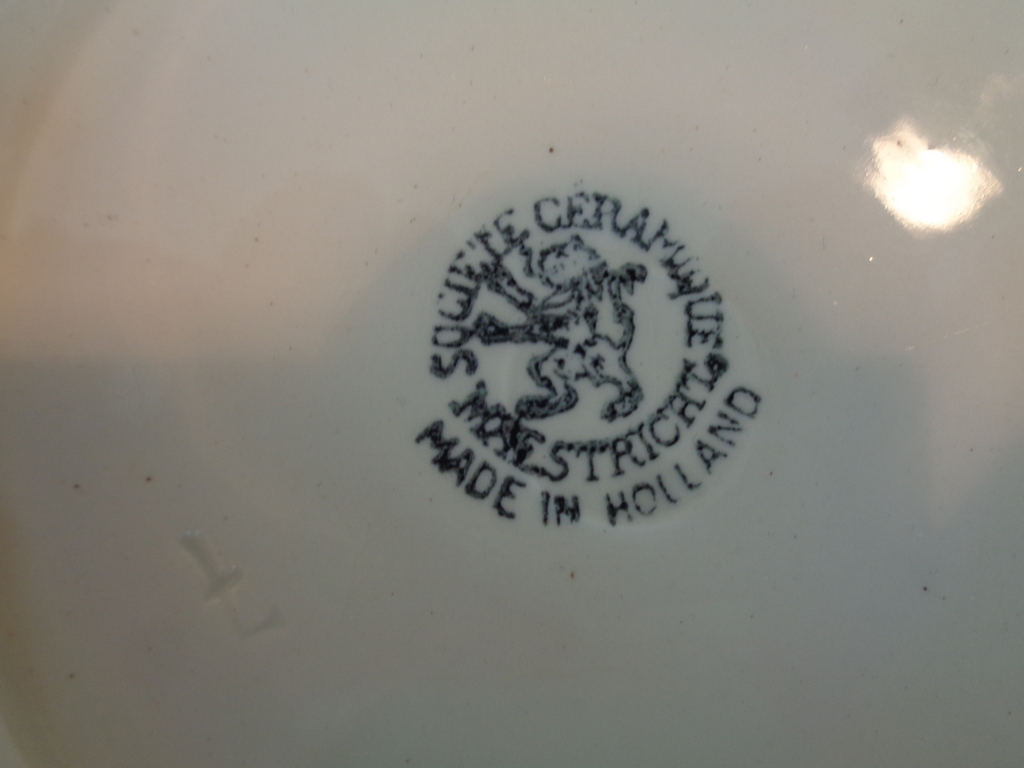 SOCIETE CERAMIQUE
MAESTRICHT
MADE IN HOLLAND